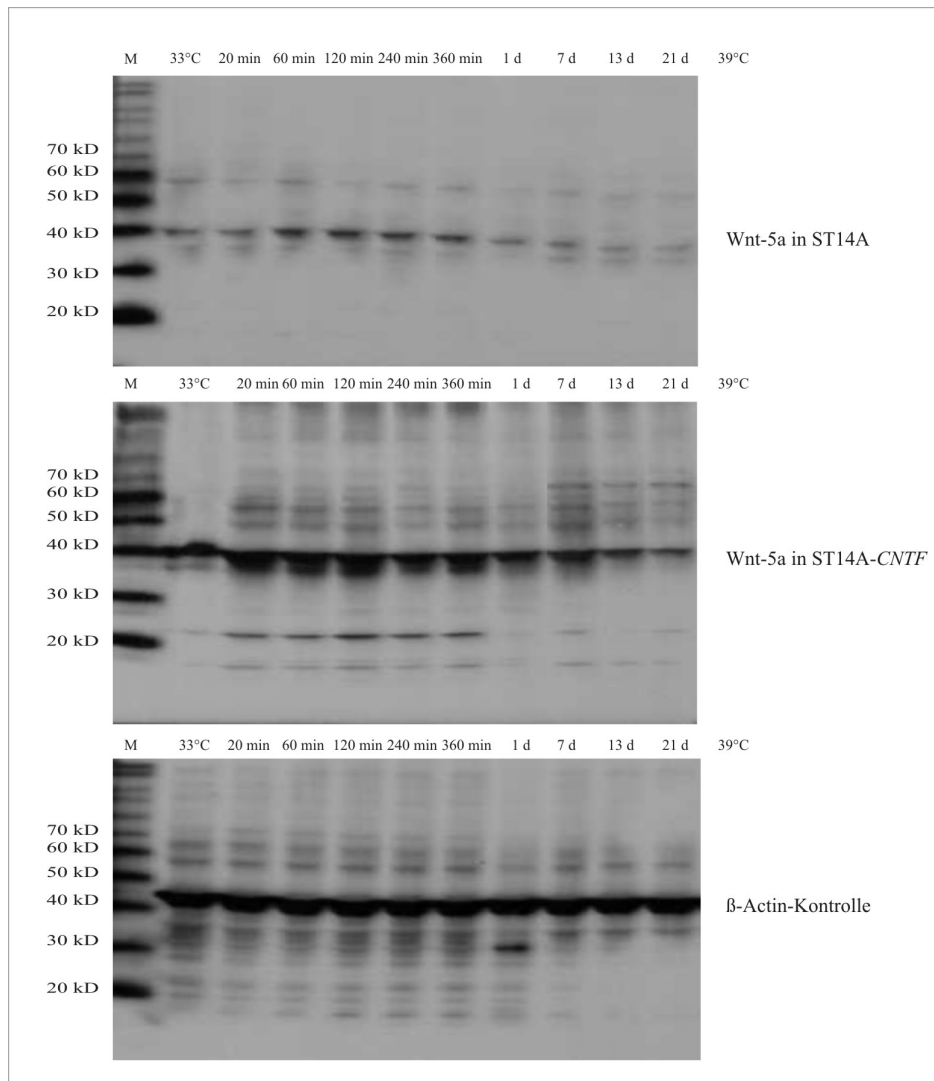 M 33°C 20 min 60 min 120 min 240 min 360 min 1 d 7 d 13 d 21 d 39°C
70 kD
60 kD
50 kD
40 kD
30 kD
20 kD
Wnt-5a in ST14A
M 33°C 20 min 60 min 120 min 240 min 360 min 1 d 7 d 13 d 21 d 39°C
70 kD
60 kD
50 kD
40 kD
30 kD
20 kD
Wnt-5a in ST14A-CNTF
M 33°C 20 min 60 min 120 min 240 min 360 min 1 d 7 d 13 d 21 d 39°C
70 kD
60 kD
50 kD
40 kD
30 kD
20 kD
ß-Actin-Kontrolle